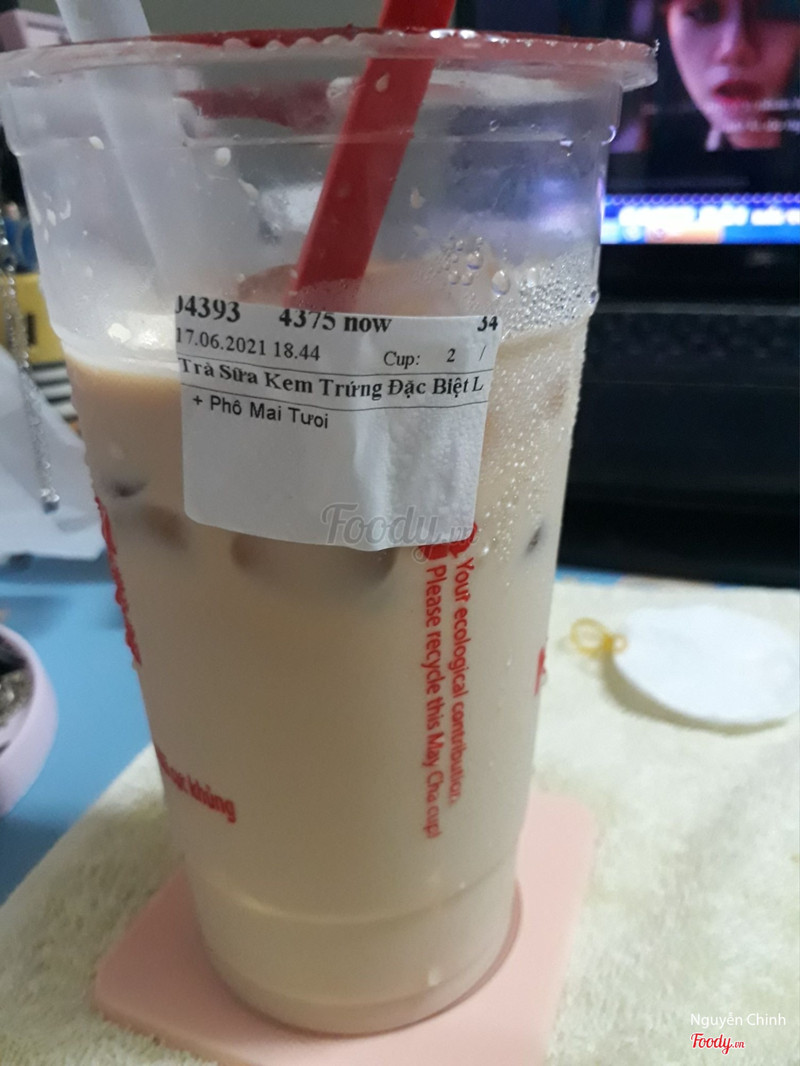 04393 4375 now 34
17.06.2021 18.44 Cup: 2 /
Trà Sữa Kem Trứng Đặc Biệt L
+ Phô Mai Tươi
Foody.vn
Your ecological contribution
Please recycle this May Cha cup!
khủng
Nguyễn Chinh
Foody.vn